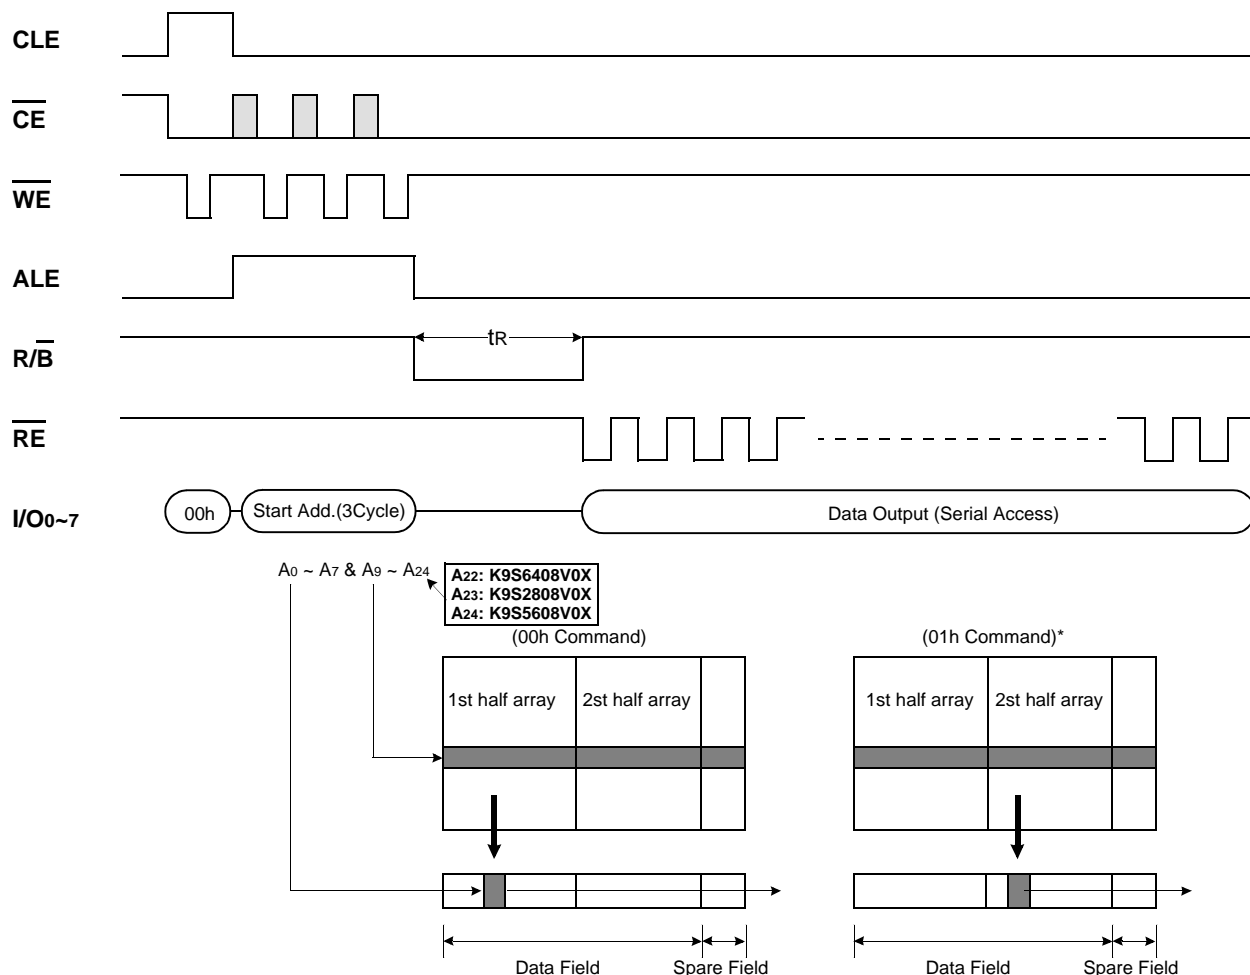 CLE
CE
WE
ALE
R/B
tR
RE
I/O0~7
00h
Start Add.(3Cycle)
Data Output (Serial Access)
A0 ~ A7 & A9 ~ A24
A22: K9S6408V0X
A23: K9S2808V0X
A24: K9S5608V0X
(00h Command)
(01h Command)*
1st half array
2st half array
1st half array
2st half array
Data Field
Spare Field
Data Field
Spare Field